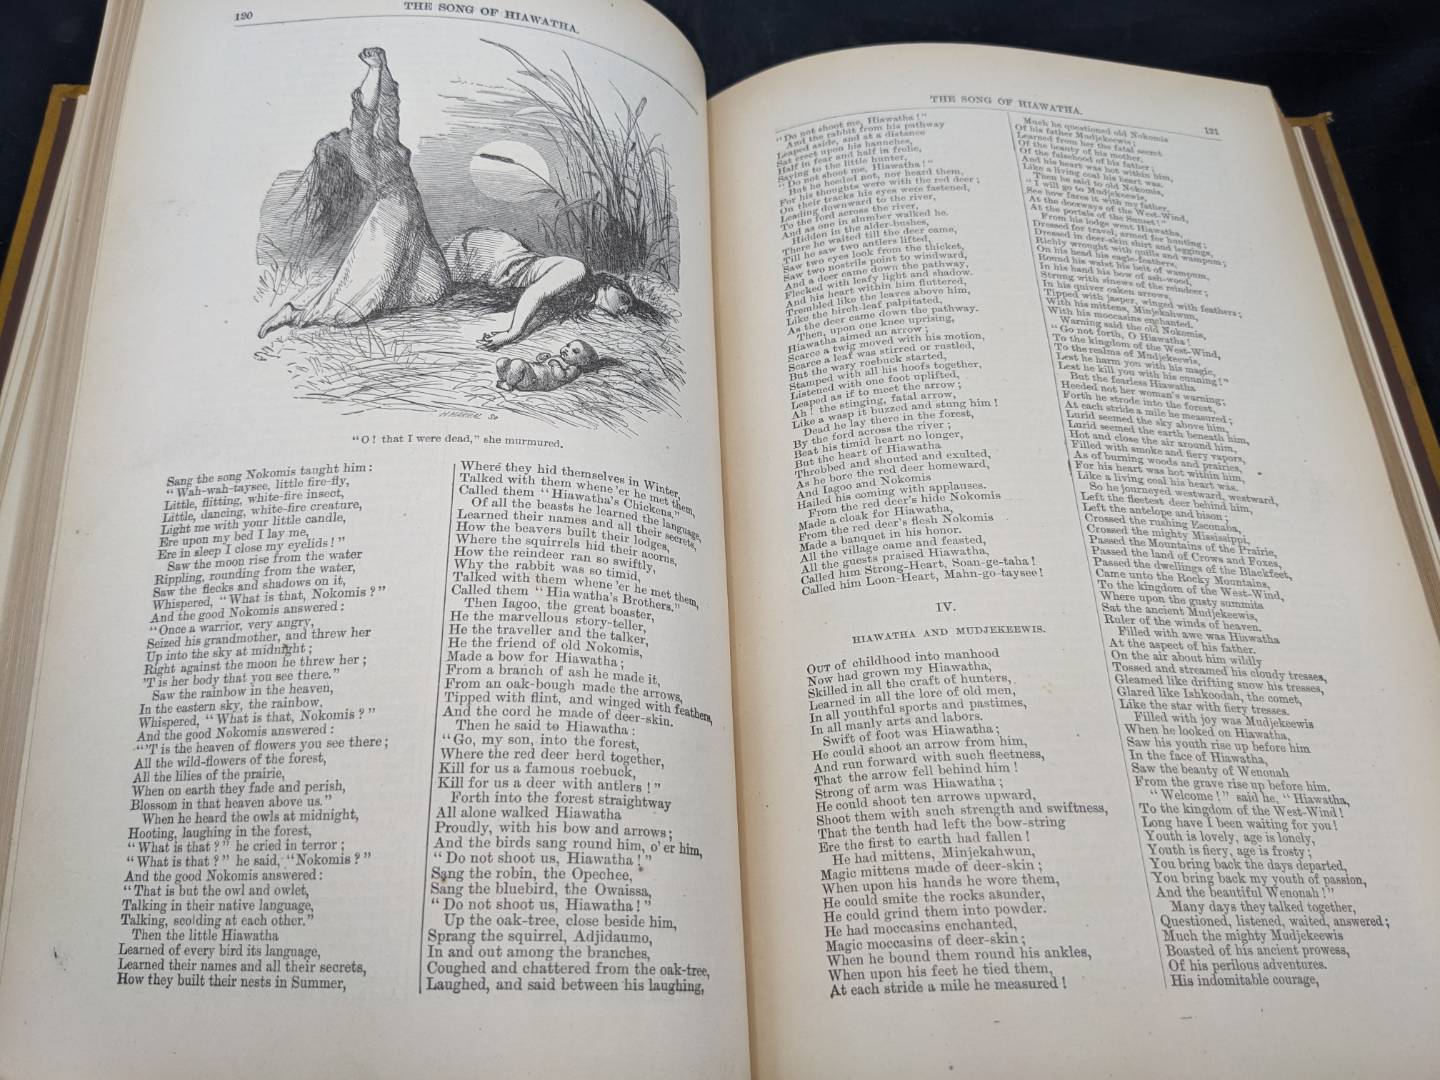 120
THE SONG OF HIAWATHA.
"O! that I were dead," she murmured.
Sang the song Nokomis taught him:
"Wah-wah-taysee, little fire-fly,
Little, flitting, white-fire insect,
Little, dancing, white-fire creature,
Light me with your little candle,
Ere upon my bed I lay me,
Ere in sleep I close my eyelids!"
Saw the moon rise from the water
Rippling, rounding from the water,
Saw the flecks and shadows on it,
Whispered, "What is that, Nokomis?"
And the good Nokomis answered:
"Once a warrior, very angry,
Seized his grandmother, and threw her
Up into the sky at midnight;
Right against the moon he threw her;
'T is her body that you see there."
Saw the rainbow in the heaven,
In the eastern sky, the rainbow,
Whispered, "What is that, Nokomis?"
And the good Nokomis answered:
"'T is the heaven of flowers you see there;
All the wild-flowers of the forest,
All the lilies of the prairie,
When on earth they fade and perish,
Blossom in that heaven above us."
When he heard the owls at midnight,
Hooting, laughing in the forest,
"What is that?" he cried in terror;
"What is that?" he said, "Nokomis?"
And the good Nokomis answered:
"That is but the owl and owlet,
Talking in their native language,
Talking, scolding at each other."
Then the little Hiawatha
Learned of every bird its language,
Learned their names and all their secrets,
How they built their nests in Summer,
Where they hid themselves in Winter,
Talked with them whene'er he met them,
Called them "Hiawatha's Chickens."
Of all the beasts he learned the language,
Learned their names and all their secrets,
How the beavers built their lodges,
Where the squirrels hid their acorns,
How the reindeer ran so swiftly,
Why the rabbit was so timid,
Talked with them whene'er he met them,
Called them "Hiawatha's Brothers."
Then Iagoo, the great boaster,
He the marvellous story-teller,
He the traveller and the talker,
He the friend of old Nokomis,
Made a bow for Hiawatha;
From a branch of ash he made it,
From an oak-bough made the arrows,
Tipped with flint, and winged with feathers,
And the cord he made of deer-skin.
Then he said to Hiawatha:
"Go, my son, into the forest,
Where the red deer herd together,
Kill for us a famous roebuck,
Kill for us a deer with antlers!"
Forth into the forest straightway
All alone walked Hiawatha
Proudly, with his bow and arrows;
And the birds sang round him, o'er him,
"Do not shoot us, Hiawatha!"
Sang the robin, the Opechee,
Sang the bluebird, the Owaissa,
"Do not shoot us, Hiawatha!"
Up the oak-tree, close beside him,
Sprang the squirrel, Adjidaumo,
In and out among the branches,
Coughed and chattered from the oak-tree,
Laughed, and said between his laughing,
THE SONG OF HIAWATHA.
121
"Do not shoot me, Hiawatha!"
And the rabbit from his pathway
Leaped aside, and at a distance
Sat erect upon his haunches,
Half in fear and half in frolic,
Saying to the little hunter,
"Do not shoot me, Hiawatha!"
But he heeded not, nor heard them,
For his thoughts were with the red deer;
On their tracks his eyes were fastened,
Leading downward to the river,
To the ford across the river,
And as one in slumber walked he.
Hidden in the alder-bushes,
There he waited till the deer came,
Till he saw two antlers lifted,
Saw two eyes look from the thicket,
Saw two nostrils point to windward,
And a deer came down the pathway,
Flecked with leafy light and shadow.
And his heart within him fluttered,
Trembled like the leaves above him,
Like the birch-leaf palpitated,
As the deer came down the pathway.
Then, upon one knee uprising,
Hiawatha aimed an arrow;
Scarce a twig moved with his motion,
Scarce a leaf was stirred or rustled,
But the wary roebuck started,
Stamped with all his hoofs together,
Listened with one foot uplifted,
Leaped as if to meet the arrow;
Ah! the stinging, fatal arrow,
Like a wasp it buzzed and stung him!
Dead he lay there in the forest,
By the ford across the river;
Beat his timid heart no longer,
But the heart of Hiawatha
Throbbed and shouted and exulted,
As he bore the red deer homeward,
And Iagoo and Nokomis
Hailed his coming with applauses.
From the red deer's hide Nokomis
Made a cloak for Hiawatha,
From the red deer's flesh Nokomis
Made a banquet in his honor.
All the village came and feasted,
All the guests praised Hiawatha,
Called him Strong-Heart, Soan-ge-taha!
Called him Loon-Heart, Mahn-go-taysee!
IV.
HIAWATHA AND MUDJEKEEWIS.
OUT of childhood into manhood
Now had grown my Hiawatha,
Skilled in all the craft of hunters,
Learned in all the lore of old men,
In all youthful sports and pastimes,
In all manly arts and labors.
Swift of foot was Hiawatha;
He could shoot an arrow from him,
And run forward with such fleetness,
That the arrow fell behind him!
Strong of arm was Hiawatha;
He could shoot ten arrows upward,
Shoot them with such strength and swiftness,
That the tenth had left the bow-string
Ere the first to earth had fallen!
He had mittens, Minjekahwun,
Magic mittens made of deer-skin;
When upon his hands he wore them,
He could smite the rocks asunder,
He could grind them into powder.
He had moccasins enchanted,
Magic moccasins of deer-skin;
When he bound them round his ankles,
When upon his feet he tied them,
At each stride a mile he measured!
Much he questioned old Nokomis
Of his father Mudjekeewis;
Learned from her the fatal secret
Of the beauty of his mother,
Of the falsehood of his father;
And his heart was hot within him,
Like a living coal his heart was.
Then he said to old Nokomis,
"I will go to Mudjekeewis,
See how fares it with my father,
At the doorways of the West-Wind,
At the portals of the Sunset!"
From his lodge went Hiawatha,
Dressed for travel, armed for hunting;
Dressed in deer-skin shirt and leggings,
Richly wrought with quills and wampum;
On his head his eagle-feathers,
Round his waist his belt of wampum,
In his hand his bow of ash-wood,
Strung with sinews of the reindeer;
In his quiver oaken arrows,
Tipped with jasper, winged with feathers;
With his mittens, Minjekahwun,
With his moccasins enchanted.
Warning said the old Nokomis,
"Go not forth, O Hiawatha!
To the kingdom of the West-Wind,
To the realms of Mudjekeewis,
Lest he harm you with his magic,
Lest he kill you with his cunning!"
But the fearless Hiawatha
Heeded not her woman's warning;
Forth he strode into the forest,
At each stride a mile he measured;
Lurid seemed the sky above him,
Lurid seemed the earth beneath him,
Hot and close the air around him,
Filled with smoke and fiery vapors,
As of burning woods and prairies,
For his heart was hot within him,
Like a living coal his heart was.
So he journeyed westward, westward,
Left the fleetest deer behind him,
Left the antelope and bison;
Crossed the rushing Esconaba,
Crossed the mighty Mississippi,
Passed the Mountains of the Prairie,
Passed the land of Crows and Foxes,
Passed the dwellings of the Blackfeet,
Came unto the Rocky Mountains,
To the kingdom of the West-Wind,
Where upon the gusty summits
Sat the ancient Mudjekeewis,
Ruler of the winds of heaven.
Filled with awe was Hiawatha
At the aspect of his father.
On the air about him wildly
Tossed and streamed his cloudy tresses,
Gleamed like drifting snow his tresses,
Glared like Ishkoodah, the comet,
Like the star with fiery tresses.
Filled with joy was Mudjekeewis
When he looked on Hiawatha,
Saw his youth rise up before him
In the face of Hiawatha,
Saw the beauty of Wenonah
From the grave rise up before him.
"Welcome!" said he, "Hiawatha,
To the kingdom of the West-Wind!
Long have I been waiting for you!
Youth is lovely, age is lonely,
Youth is fiery, age is frosty;
You bring back the days departed,
You bring back my youth of passion,
And the beautiful Wenonah!"
Many days they talked together,
Questioned, listened, waited, answered;
Much the mighty Mudjekeewis
Boasted of his ancient prowess,
Of his perilous adventures.
His indomitable courage,